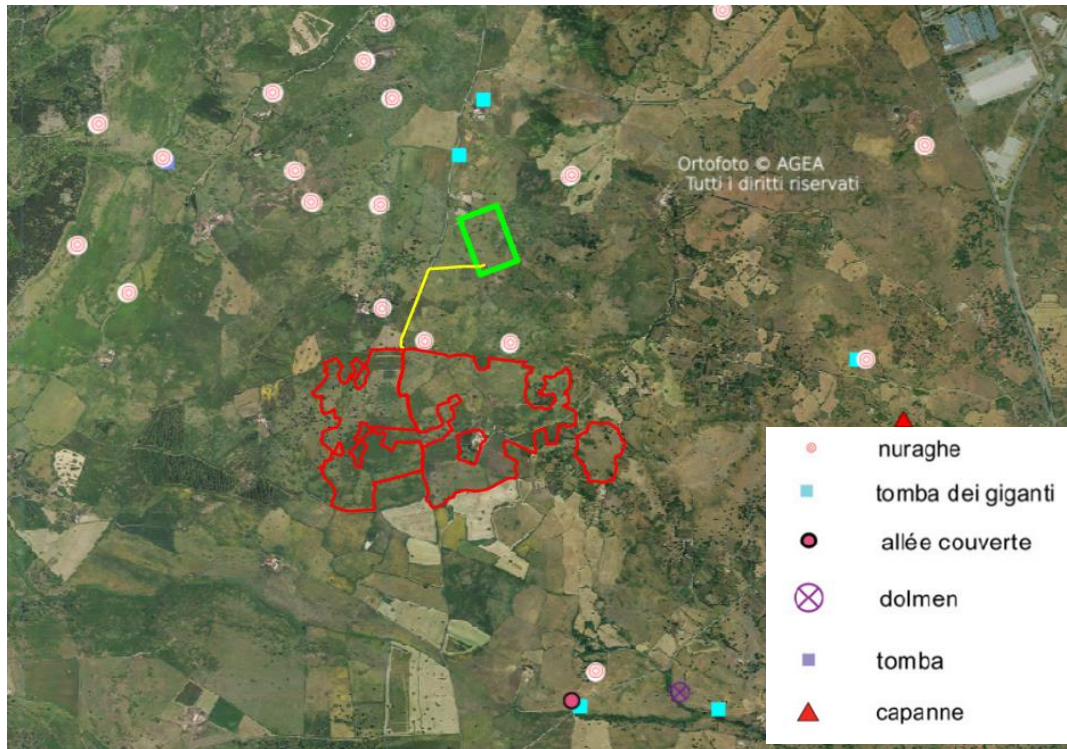 Ortofoto © AGEA
Tutti i diritti riservati
nuraghe
tomba dei giganti
allée couverte
dolmen
tomba
capanne